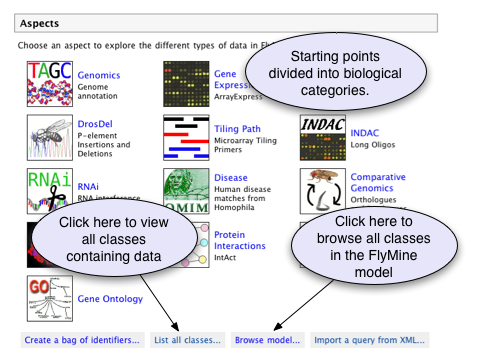 Aspects
Choose an aspect to explore the different types of data in
Starting points
divided into biological
categories.
TAGC
Genomics
Genome
annotation
Gene
ArrayExpress
DrosDel
P-element
Insertions and
Deletions
Tiling Path
Microarray Tiling
Primers
INDAC
INDAC
Long Oligos
RNAi
RNAi
RNA interference
OMIM
Disease
Human disease
matches from
Homophila
Comparative
Genomics
Orthologues
Click here to view
all classes
containing data
Protein
Interactions
IntAct
Click here to
browse all classes
in the FlyMine
model
GO
Gene Ontology
Create a bag of identifiers...
List all classes...
Browse model...
Import a query from XML...